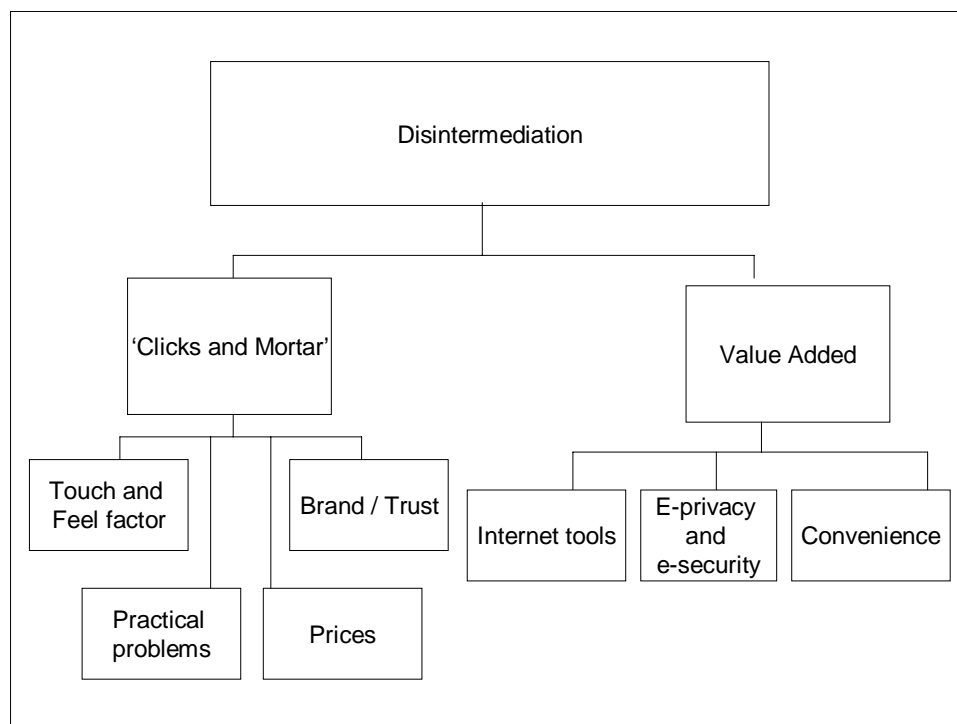 Disintermediation
‘Clicks and Mortar’
Value Added
Touch and
Feel factor
Brand / Trust
Internet tools
E-privacy
and
e-security
Convenience
Practical
problems
Prices